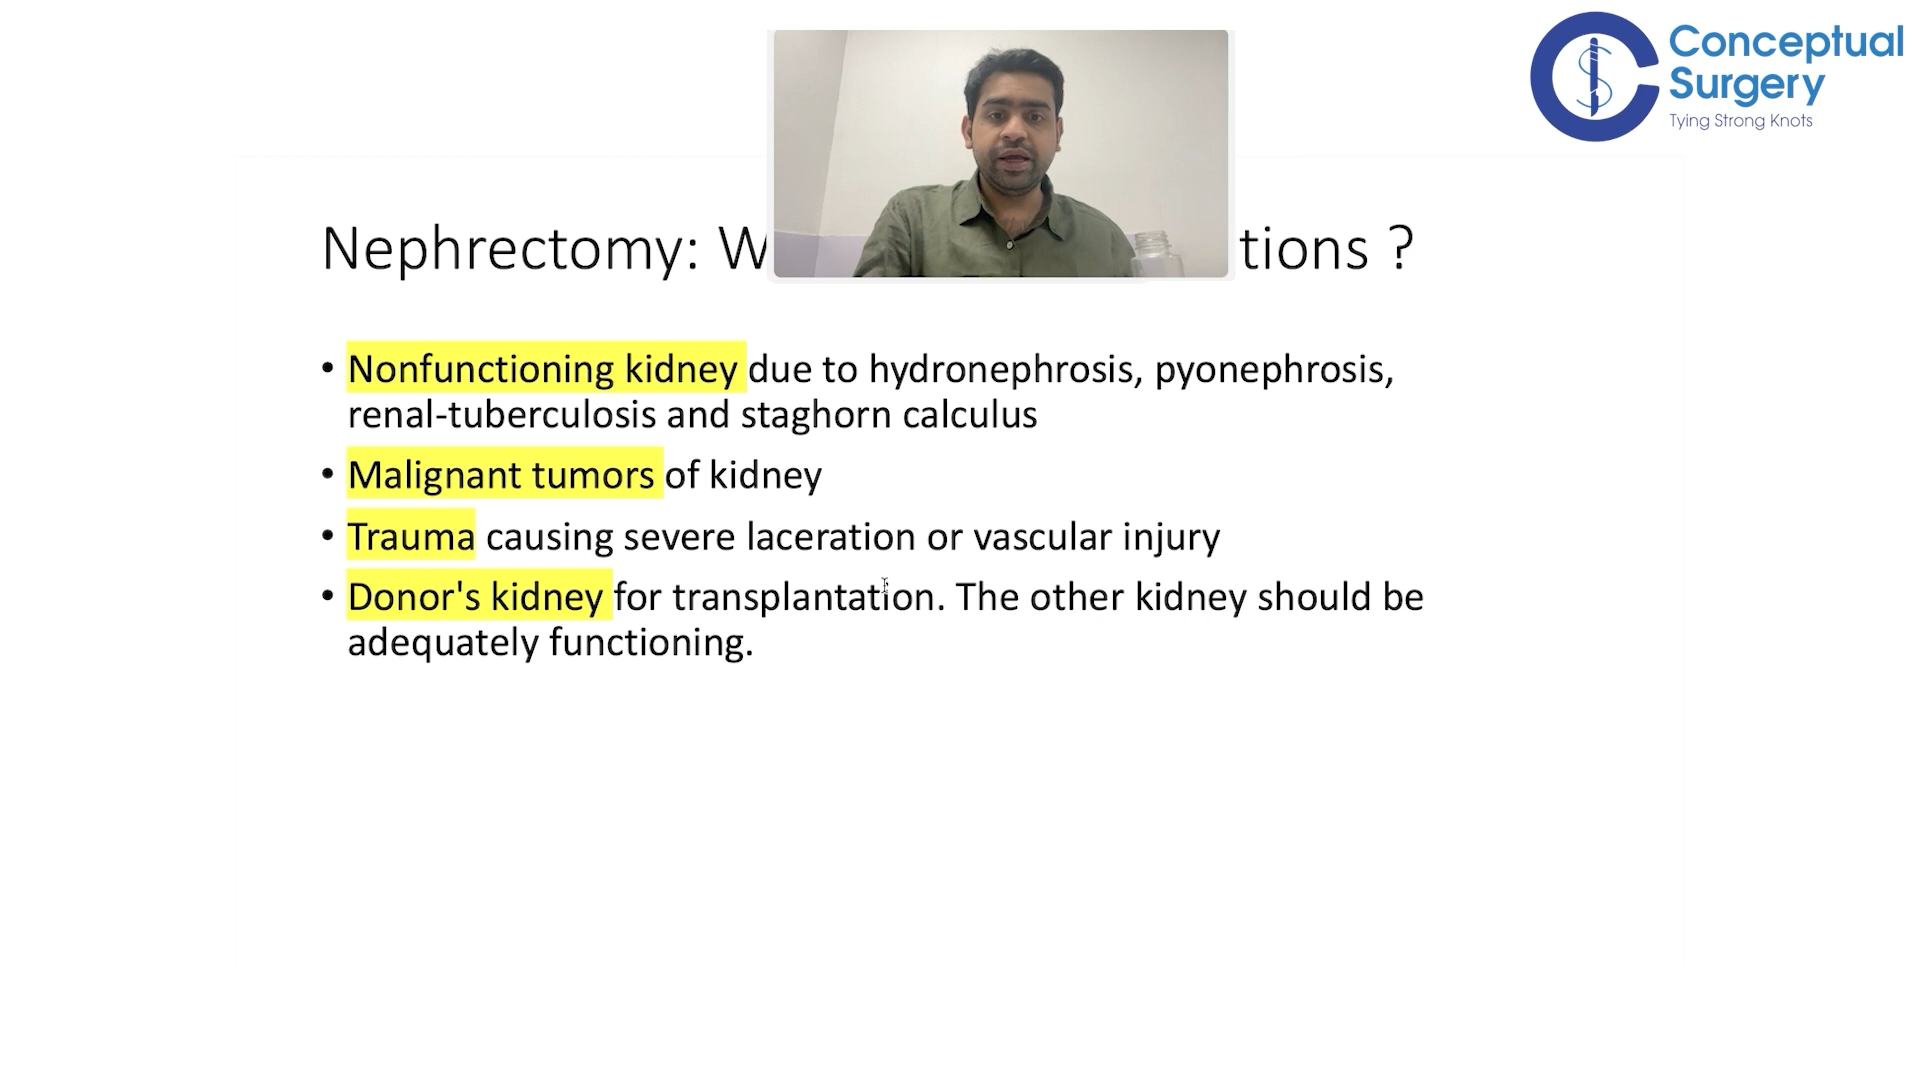 Conceptual
Surgery
Tying Strong Knots
Nephrectomy: W tions ?
• Nonfunctioning kidney due to hydronephrosis, pyonephrosis,
renal-tuberculosis and staghorn calculus
• Malignant tumors of kidney
• Trauma causing severe laceration or vascular injury
• Donor's kidney for transplantation. The other kidney should be
adequately functioning.